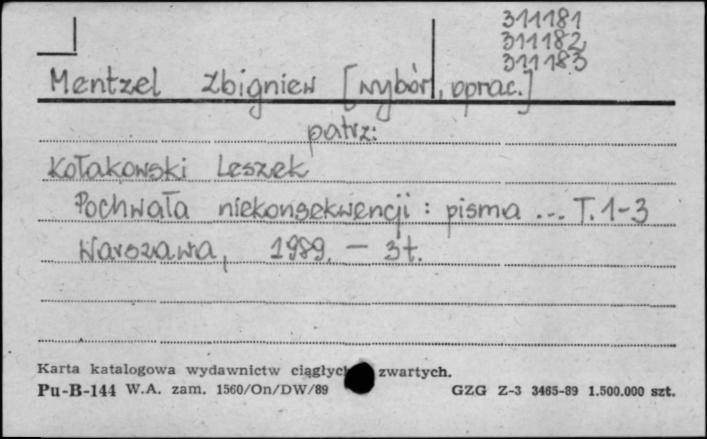 311181
311182
311183
Mentzel Zbigniew [wybór, oprac.]
patrz:
Kołakowski Leszek
Pochwała niekonsekwencji : pisma ... T. 1-3
Warszawa, 1989. - 3 t.
Karta katalogowa wydawnictw ciągłych zwartych.
Pu-B-144 W.A. zam. 1560/On/DW/89 GZG Z-3 3465-89 1.500.000 szt.